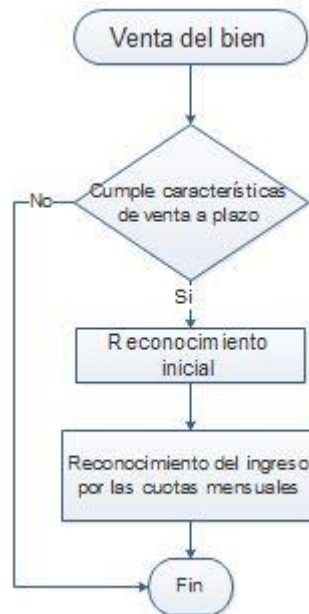 Venta del bien
Cumple características
de venta a plazo
No
Si
Reconocimiento
inicial
Reconocimiento del ingreso
por las cuotas mensuales
Fin